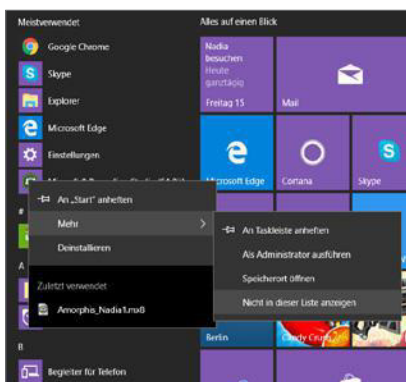 Meistverwendet
Google Chrome
Skype
Explorer
Microsoft Edge
Einstellungen
An „Start" anheften
Mehr
Deinstallieren
Zuletzt verwendet
Amorphis_Nadia1.mx8
#
A
B
Begleiter für Telefon
Alles auf einen Blick
Nadia
besuchen
Heute
ganztägig
Freitag 15
Mail
Microsoft Edge
Cortana
Skype
An Taskleiste anheften
Als Administrator ausführen
Speicherort öffnen
Nicht in dieser Liste anzeigen
Berlin
Candy Crush